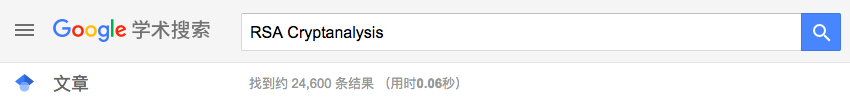 Google 学术搜索 RSA Cryptanalysis
文章 找到约 24,600 条结果 （用时0.06秒）